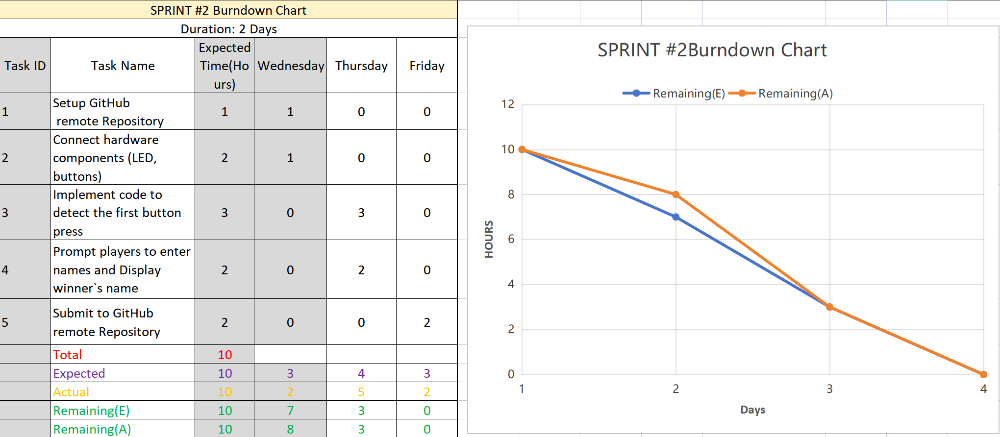 SPRINT #2 Burndown Chart
Duration: 2 Days
Task ID Task Name Expected Time(Hours) Wednesday Thursday Friday
1 Setup GitHub remote Repository 1 1 0 0
2 Connect hardware components (LED, buttons) 2 1 0 0
3 Implement code to detect the first button press 3 0 3 0
4 Prompt players to enter names and Display winner`s name 2 0 2 0
5 Submit to GitHub remote Repository 2 0 0 2
Total 10
Expected 10 3 4 3
Actual 10 2 5 2
Remaining(E) 10 7 3 0
Remaining(A) 10 8 3 0
SPRINT #2Burndown Chart
Remaining(E) Remaining(A)
12
10
8
6
4
2
0
HOURS
1 2 3 4
Days